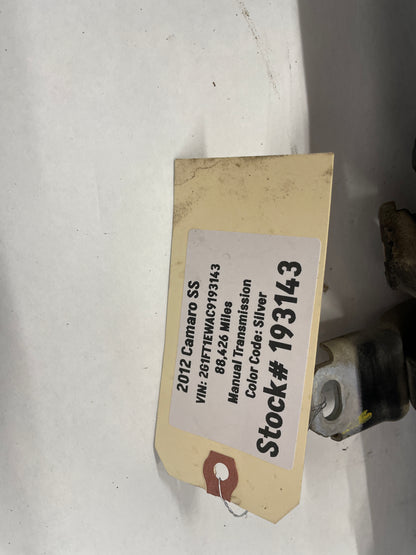 2012 Camaro SS
VIN: 2G1FT1EWAC9193143
88,426 Miles
Manual Transmission
Color Code: Silver
Stock# 193143